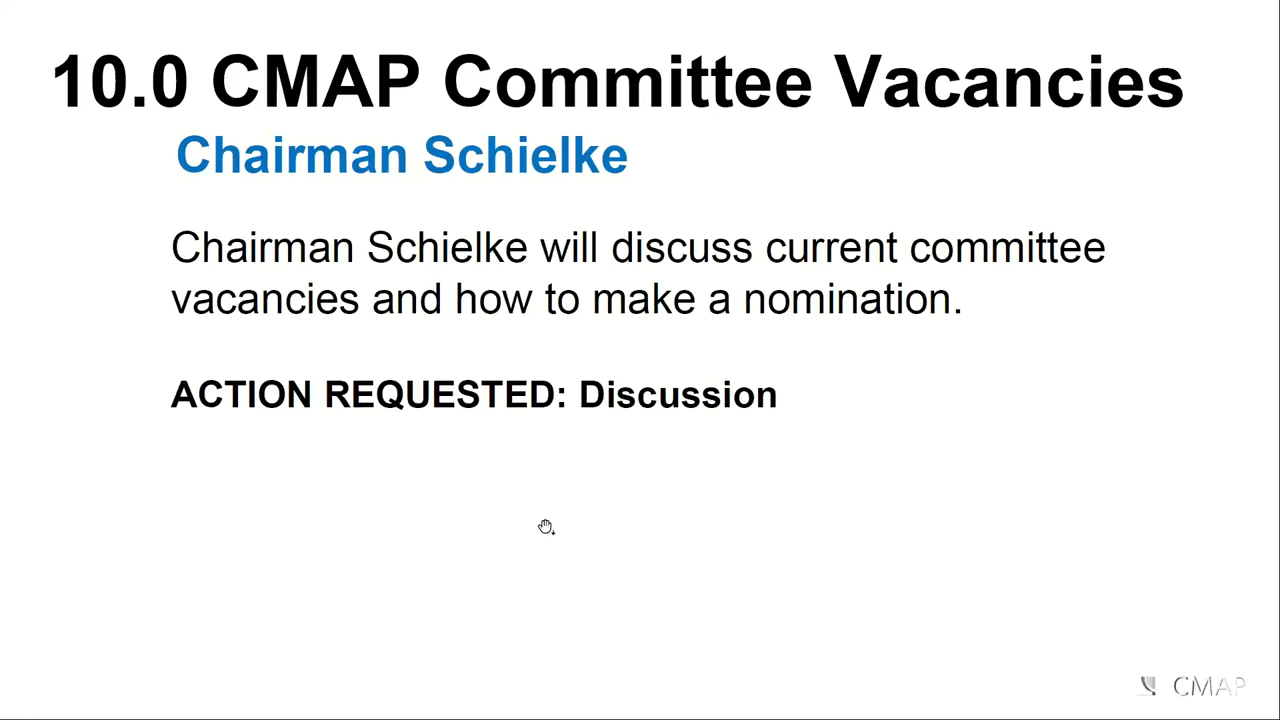 10.0 CMAP Committee Vacancies
Chairman Schielke
Chairman Schielke will discuss current committee
vacancies and how to make a nomination.
ACTION REQUESTED: Discussion
CMAP